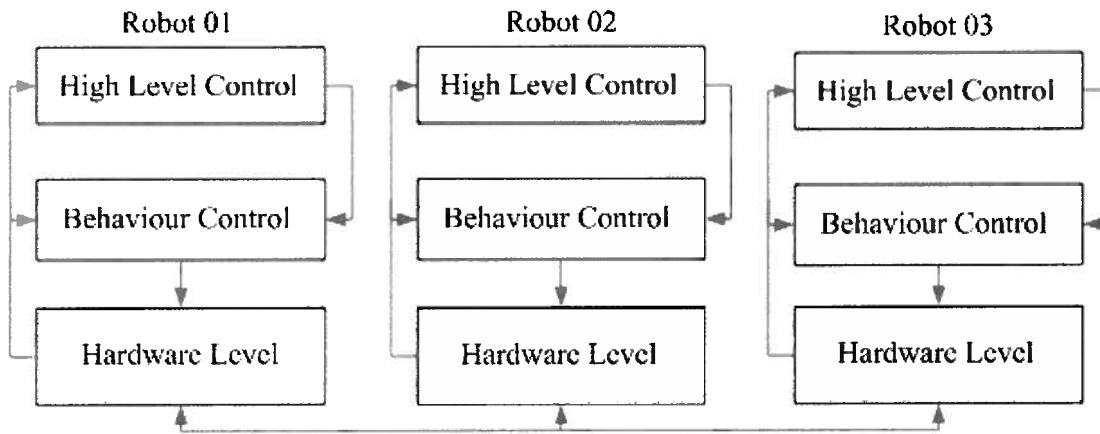 Robot 01
Robot 02
Robot 03
High Level Control
High Level Control
High Level Control
Behaviour Control
Behaviour Control
Behaviour Control
Hardware Level
Hardware Level
Hardware Level